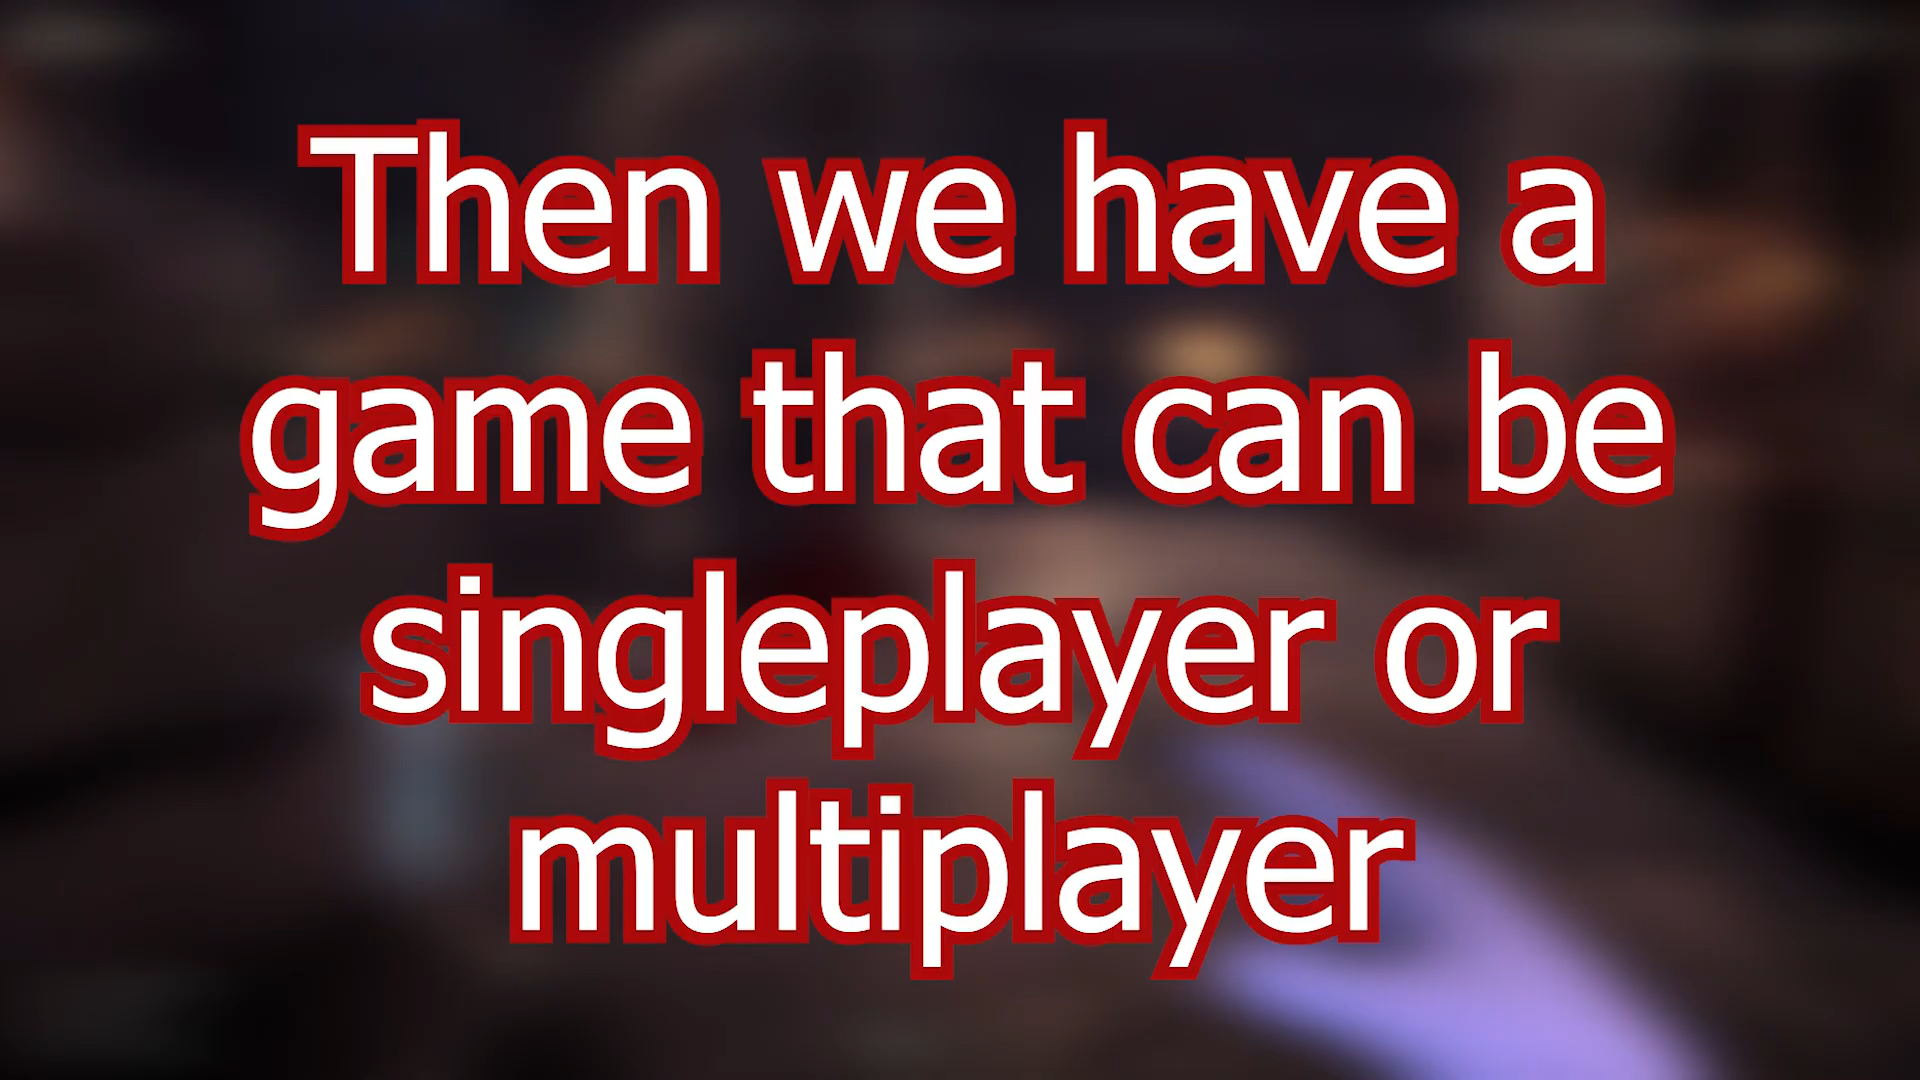 Then we have a
game that can be
singleplayer or
multiplayer